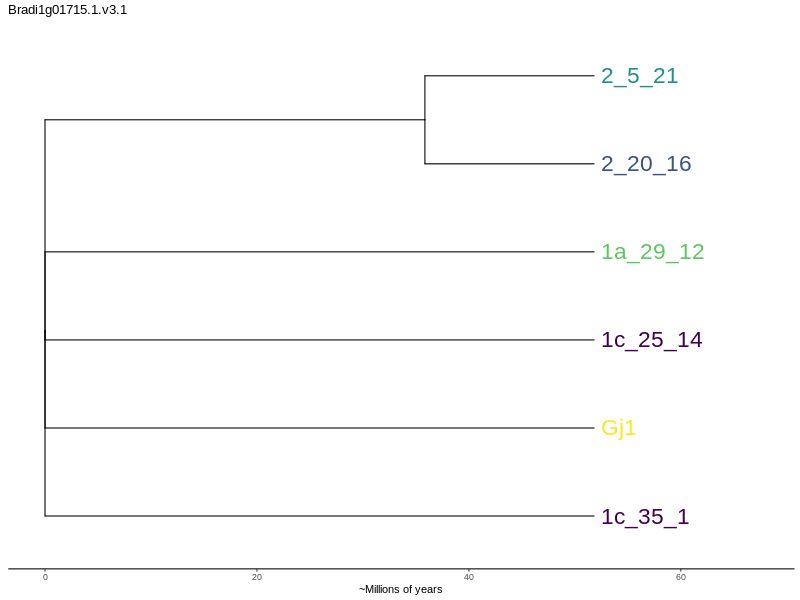 Bradi1g01715.1.v3.1
2_5_21
2_20_16
1a_29_12
1c_25_14
Gj1
1c_35_1
0 20 40 60
~Millions of years